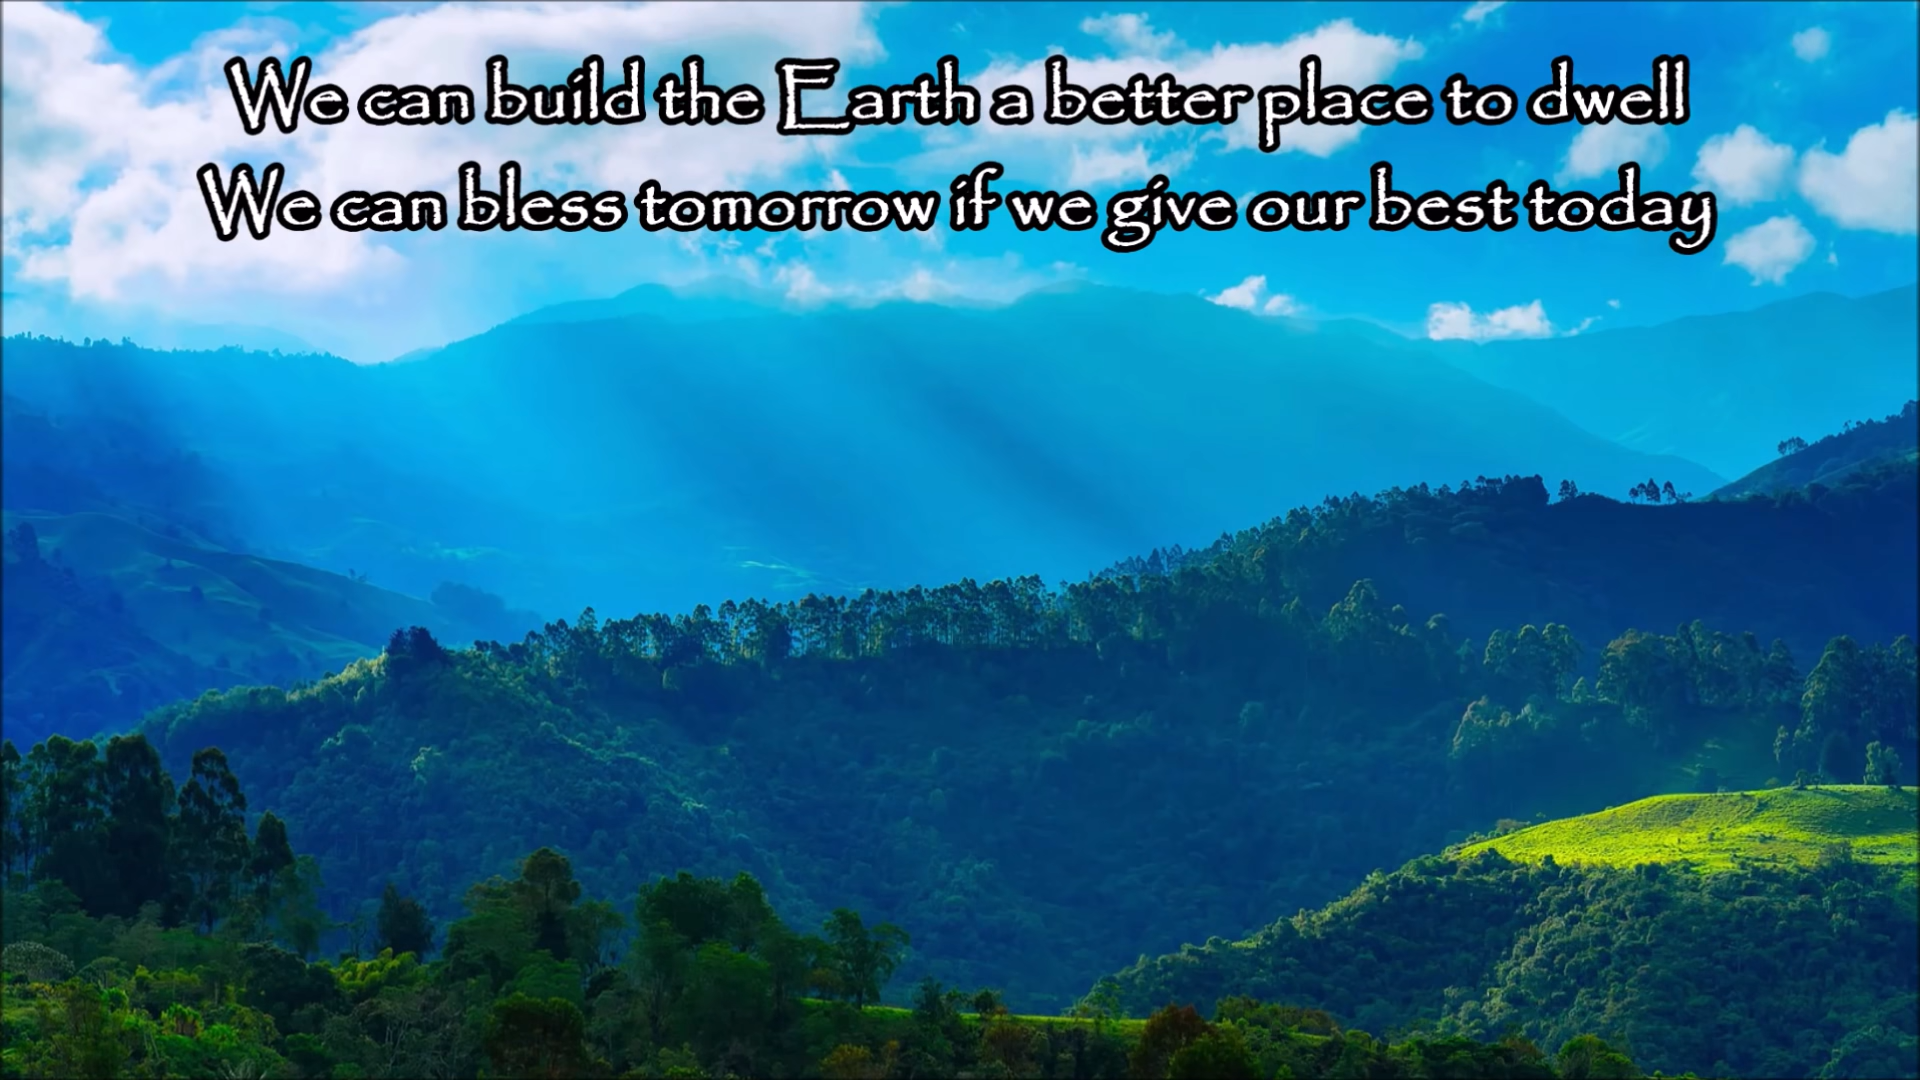 We can build the Earth a better place to dwell
We can bless tomorrow if we give our best today